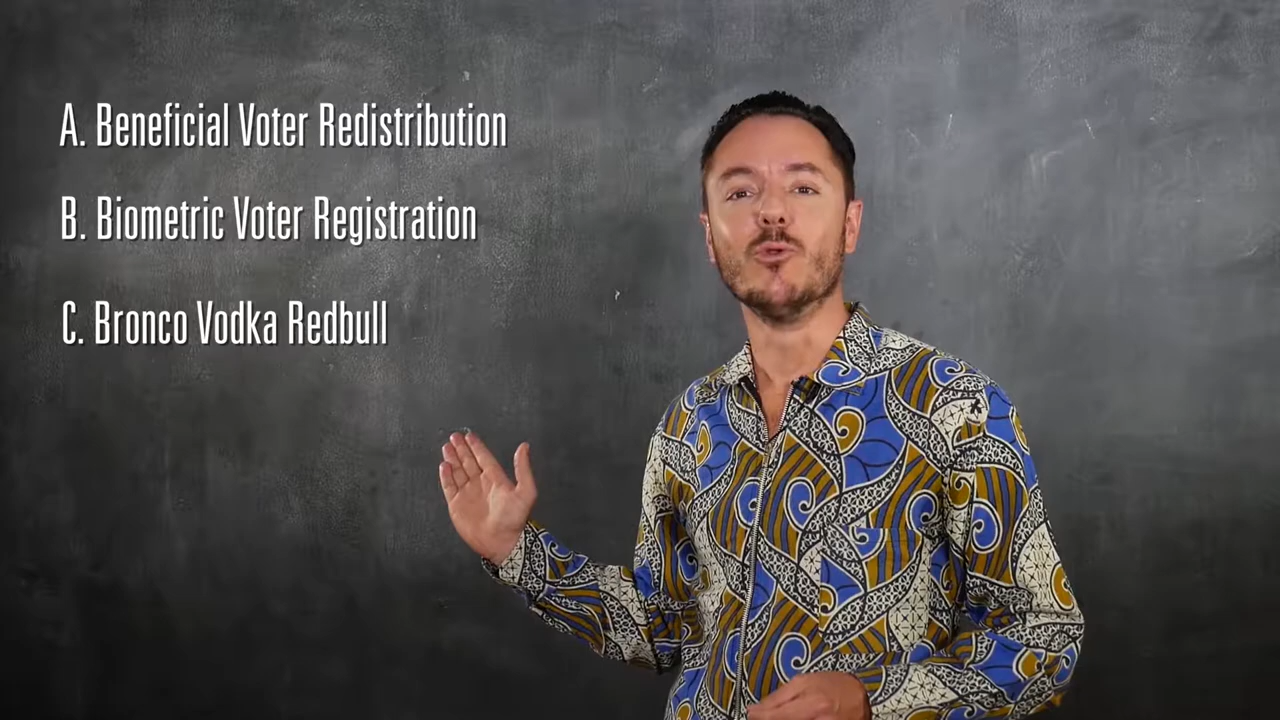 A. Beneficial Voter Redistribution
B. Biometric Voter Registration
C. Bronco Vodka Redbull